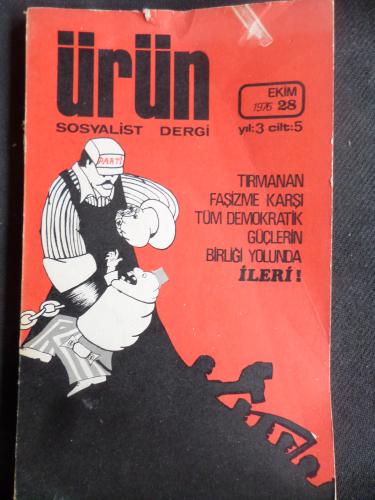 ürün
SOSYALİST DERGİ
EKİM
1976 28
yıl:3 cilt:5
PARTİ
TIRMANAN
FAŞİZME KARŞI
TÜM DEMOKRATİK
GÜÇLERİN
BİRLİĞİ YOLUNDA
İLERİ!